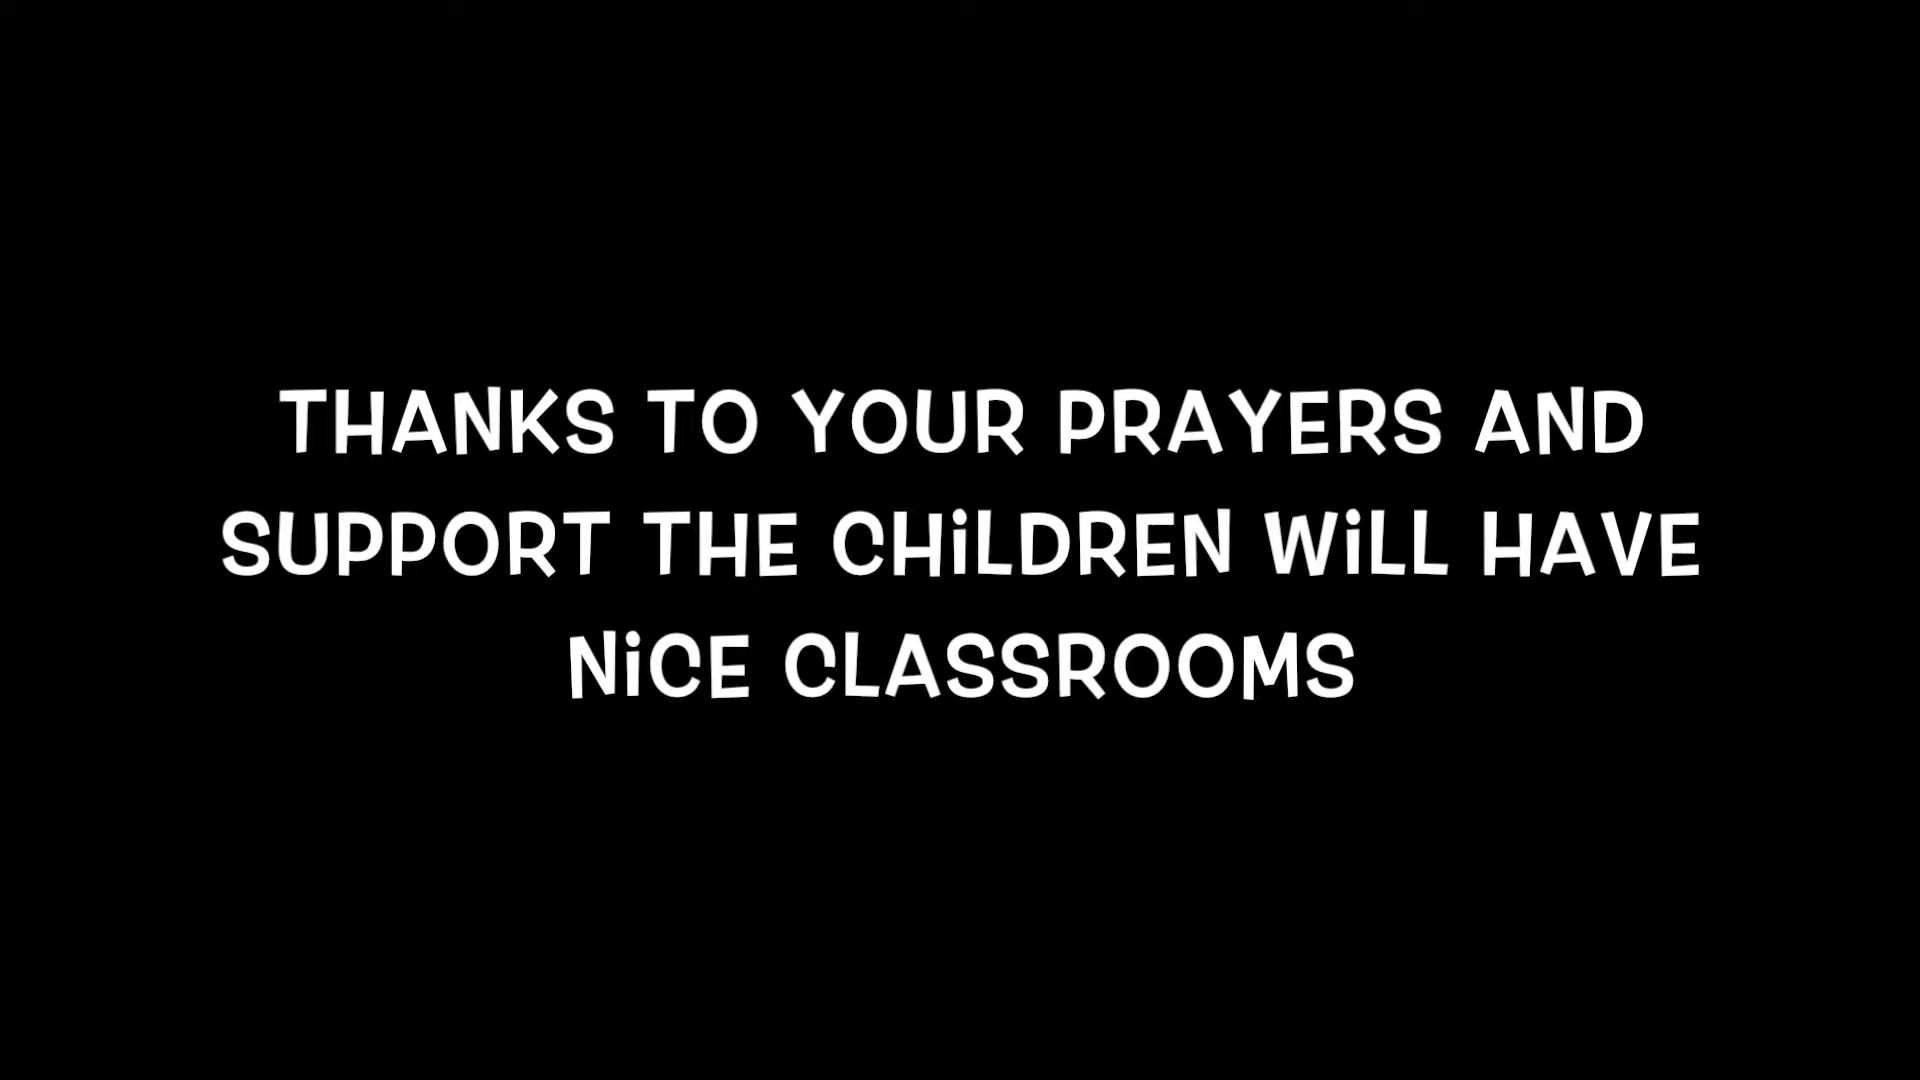 THANKS TO YOUR PRAYERS AND
SUPPORT THE CHiLDREN WiLL HAVE
NiCE CLASSROOMS